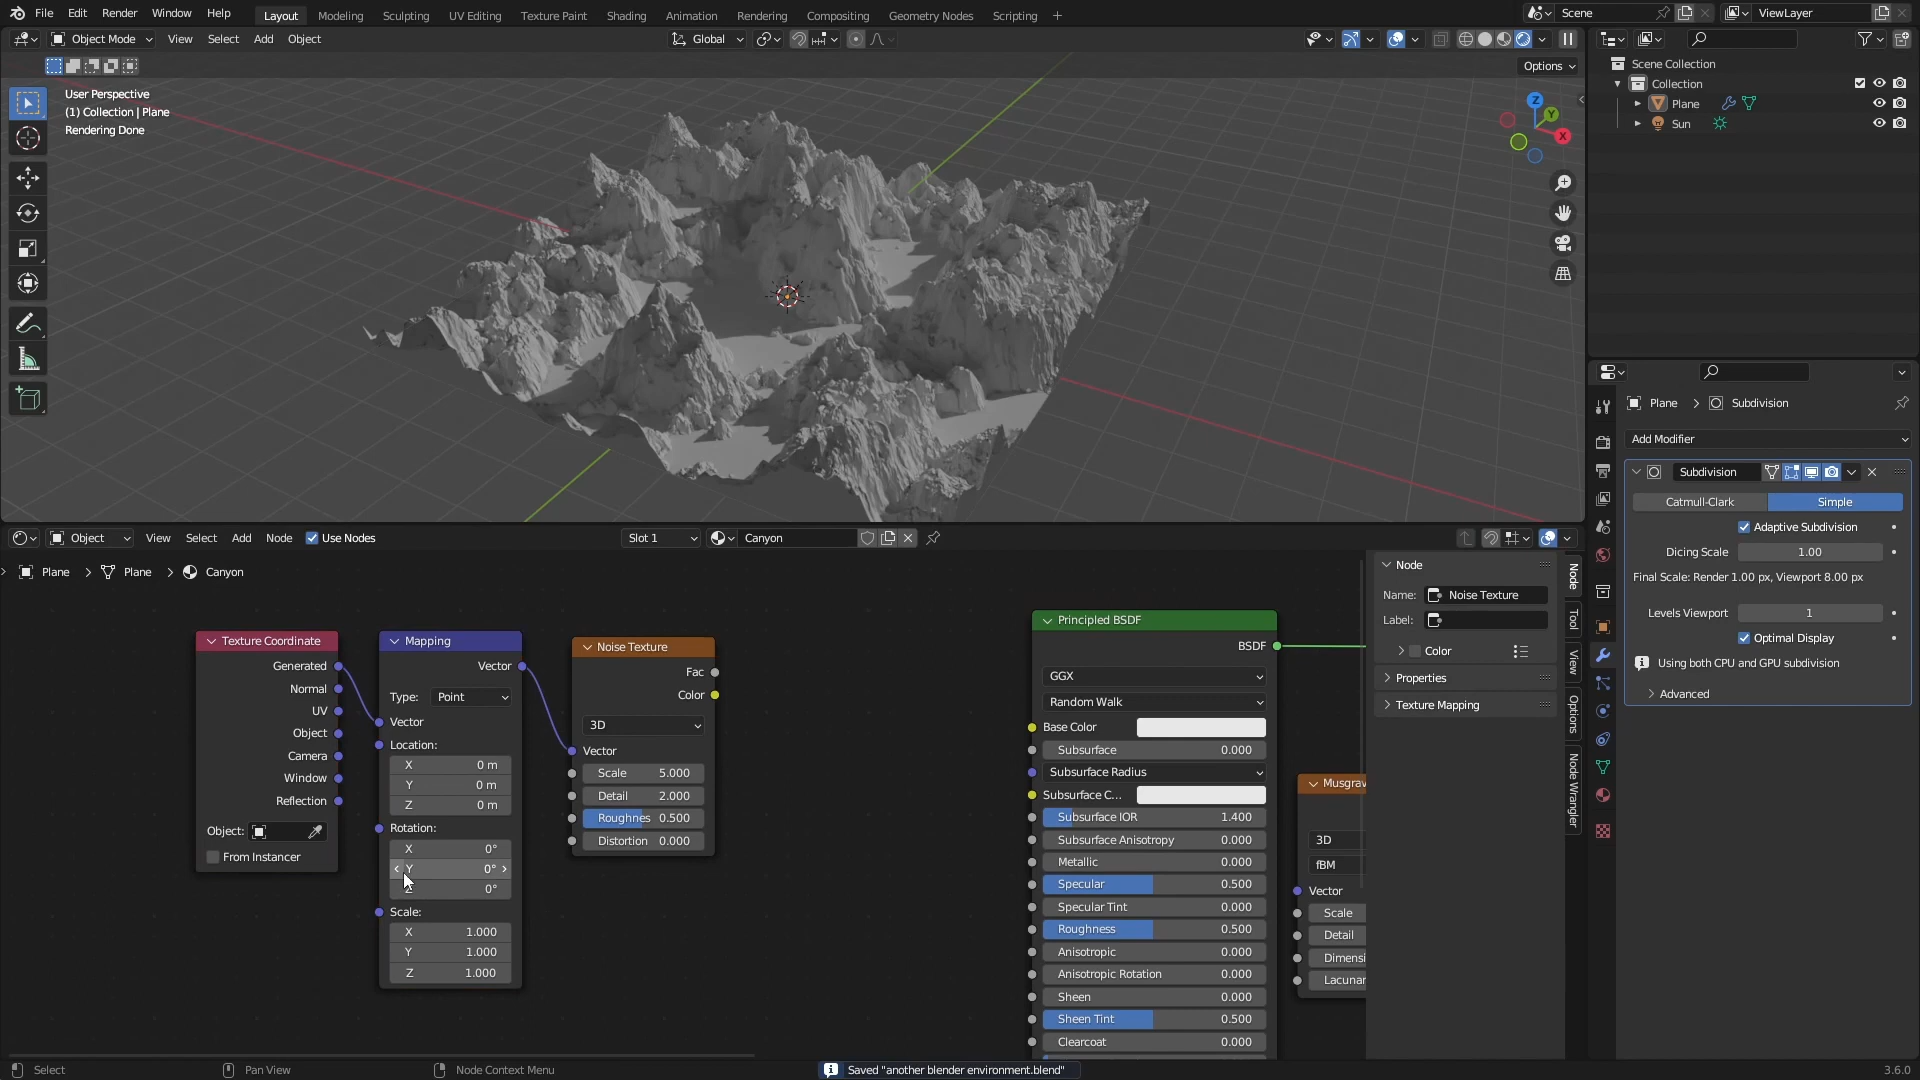 File Edit Render Window Help Layout Modeling Sculpting UV Editing Texture Paint Shading Animation Rendering Compositing Geometry Nodes Scripting + Scene ViewLayer
Object Mode View Select Add Object Global
Options
User Perspective
(1) Collection | Plane
Rendering Done
Z
Y
X
Scene Collection
Collection
Plane
Sun
Plane > Subdivision
Add Modifier
Subdivision
Catmull-Clark Simple
Adaptive Subdivision
Dicing Scale 1.00
Final Scale: Render 1.00 px, Viewport 8.00 px
Levels Viewport 1
Optimal Display
Using both CPU and GPU subdivision
Advanced
Object View Select Add Node Use Nodes Slot 1 Canyon
Plane > Plane > Canyon
Texture Coordinate
Generated
Normal
UV
Object
Camera
Window
Reflection
Object:
From Instancer
Mapping
Vector
Type: Point
Vector
Location:
X 0 m
Y 0 m
Z 0 m
Rotation:
X 0°
Y 0°
Z 0°
Scale:
X 1.000
Y 1.000
Z 1.000
Noise Texture
Fac
Color
3D
Vector
Scale 5.000
Detail 2.000
Roughnes 0.500
Distortion 0.000
Principled BSDF
BSDF
GGX
Random Walk
Base Color
Subsurface 0.000
Subsurface Radius
Subsurface C...
Subsurface IOR 1.400
Subsurface Anisotropy 0.000
Metallic 0.000
Specular 0.500
Specular Tint 0.000
Roughness 0.500
Anisotropic 0.000
Anisotropic Rotation 0.000
Sheen 0.000
Sheen Tint 0.500
Clearcoat 0.000
Musgrav
3D
fBM
Vector
Scale
Detail
Dimensi
Lacunar
Node
Name: Noise Texture
Label:
Color
Properties
Texture Mapping
Node
Tool
View
Options
Node Wrangler
Select Pan View Node Context Menu Saved "another blender environment.blend" 3.6.0